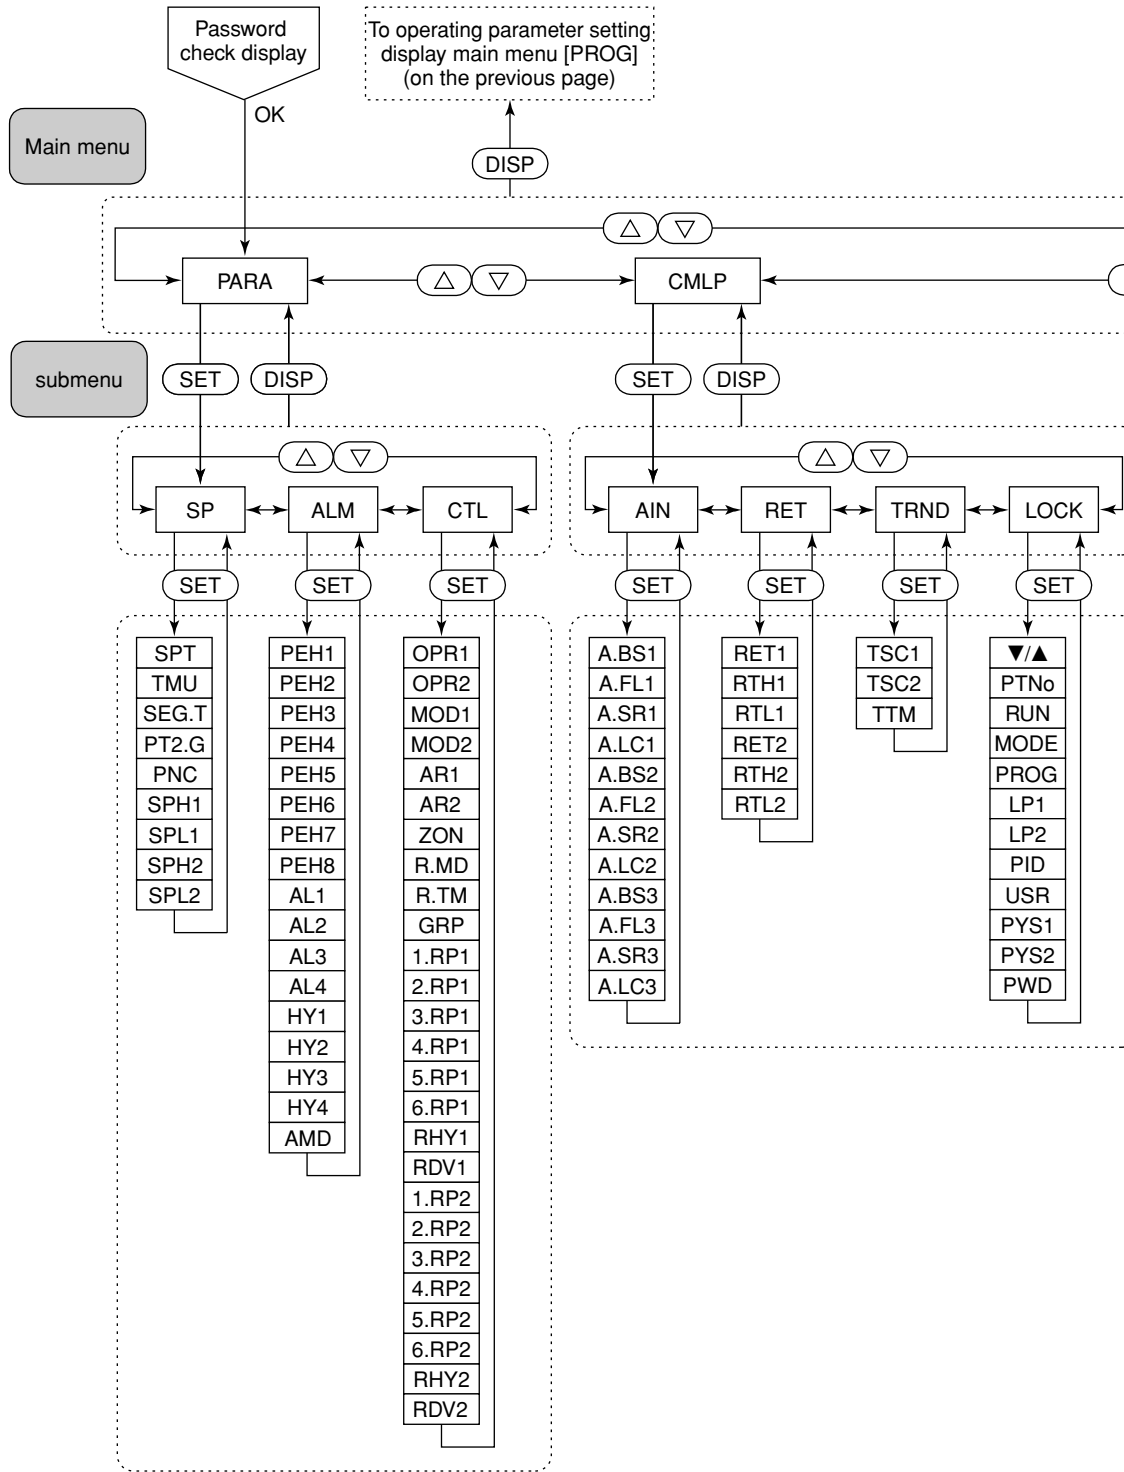 Password
check display
To operating parameter setting
display main menu [PROG]
(on the previous page)
OK
Main menu
DISP
△ ▽
PARA
△ ▽
CMLP
submenu
SET
DISP
SET
DISP
△ ▽
△ ▽
SP
ALM
CTL
AIN
RET
TRND
LOCK
SET
SET
SET
SET
SET
SET
SET
SPT
TMU
SEG.T
PT2.G
PNC
SPH1
SPL1
SPH2
SPL2
PEH1
PEH2
PEH3
PEH4
PEH5
PEH6
PEH7
PEH8
AL1
AL2
AL3
AL4
HY1
HY2
HY3
HY4
AMD
OPR1
OPR2
MOD1
MOD2
AR1
AR2
ZON
R.MD
R.TM
GRP
1.RP1
2.RP1
3.RP1
4.RP1
5.RP1
6.RP1
RHY1
RDV1
1.RP2
2.RP2
3.RP2
4.RP2
5.RP2
6.RP2
RHY2
RDV2
A.BS1
A.FL1
A.SR1
A.LC1
A.BS2
A.FL2
A.SR2
A.LC2
A.BS3
A.FL3
A.SR3
A.LC3
RET1
RTH1
RTL1
RET2
RTH2
RTL2
TSC1
TSC2
TTM
▼/▲
PTNo
RUN
MODE
PROG
LP1
LP2
PID
USR
PYS1
PYS2
PWD